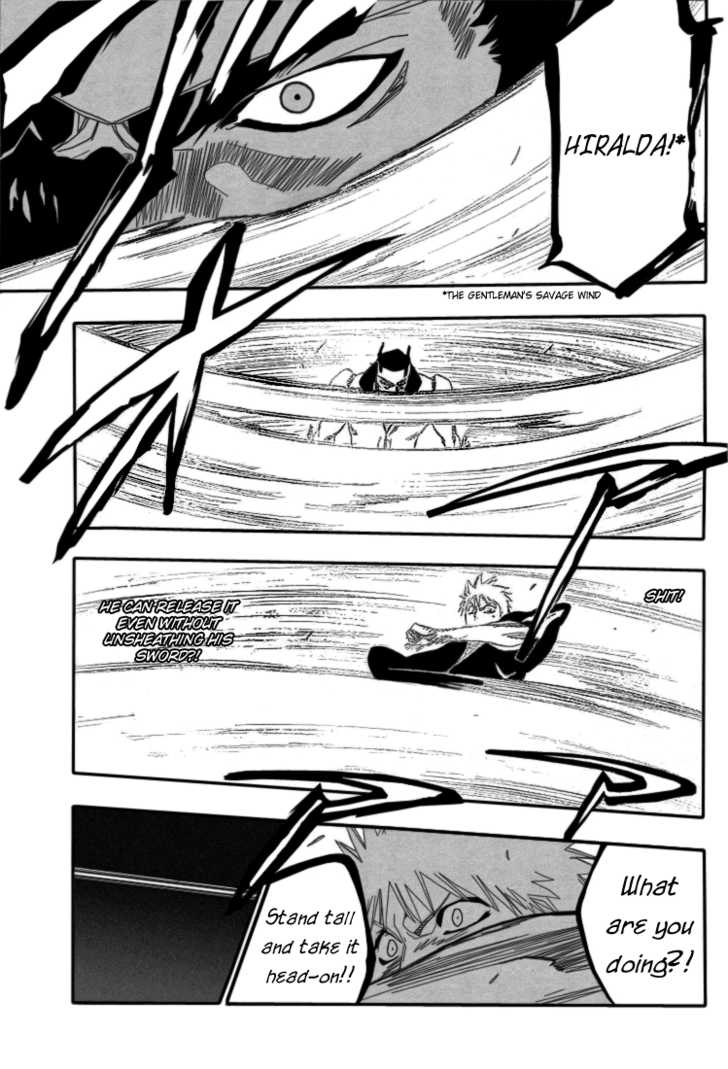 HIRALDA!*
*THE GENTLEMAN'S SAVAGE WIND
SHIT!
HE CAN RELEASE IT
EVEN WITHOUT
UNSHEATHING HIS
SWORD?!
What
are you
doing?!
Stand tall
and take it
head-on!!